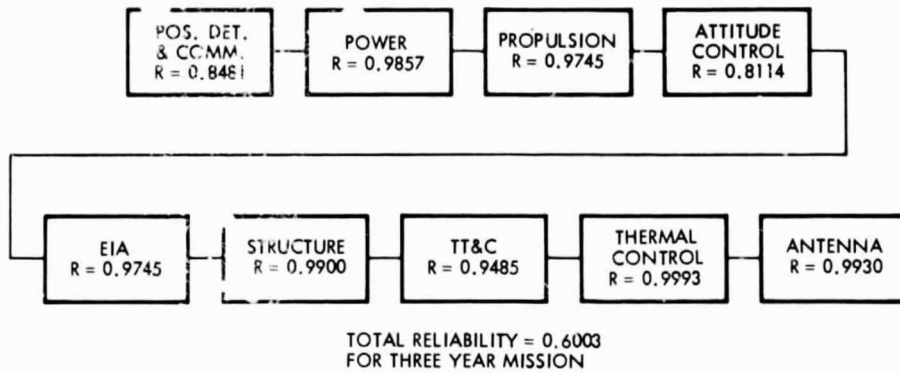 POS. DET.
& COMM.
R = 0.8481
POWER
R = 0.9857
PROPULSION
R = 0.9745
ATTITUDE
CONTROL
R = 0.8114
EIA
R = 0.9745
STRUCTURE
R = 0.9900
TT&C
R = 0.9485
THERMAL
CONTROL
R = 0.9993
ANTENNA
R = 0.9930
TOTAL RELIABILITY = 0.6003
FOR THREE YEAR MISSION